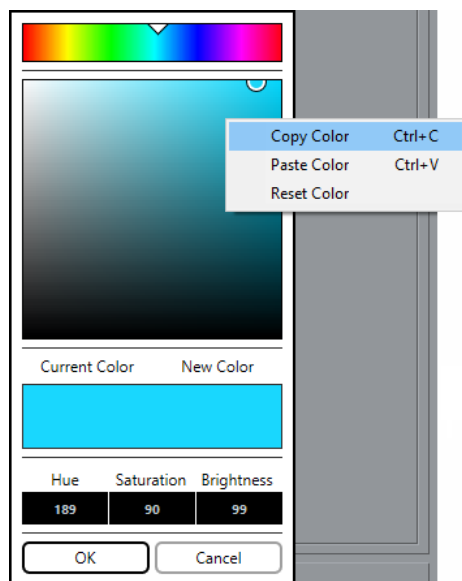 Copy Color Ctrl+C
Paste Color Ctrl+V
Reset Color
Current Color New Color
Hue Saturation Brightness
189 90 99
OK Cancel